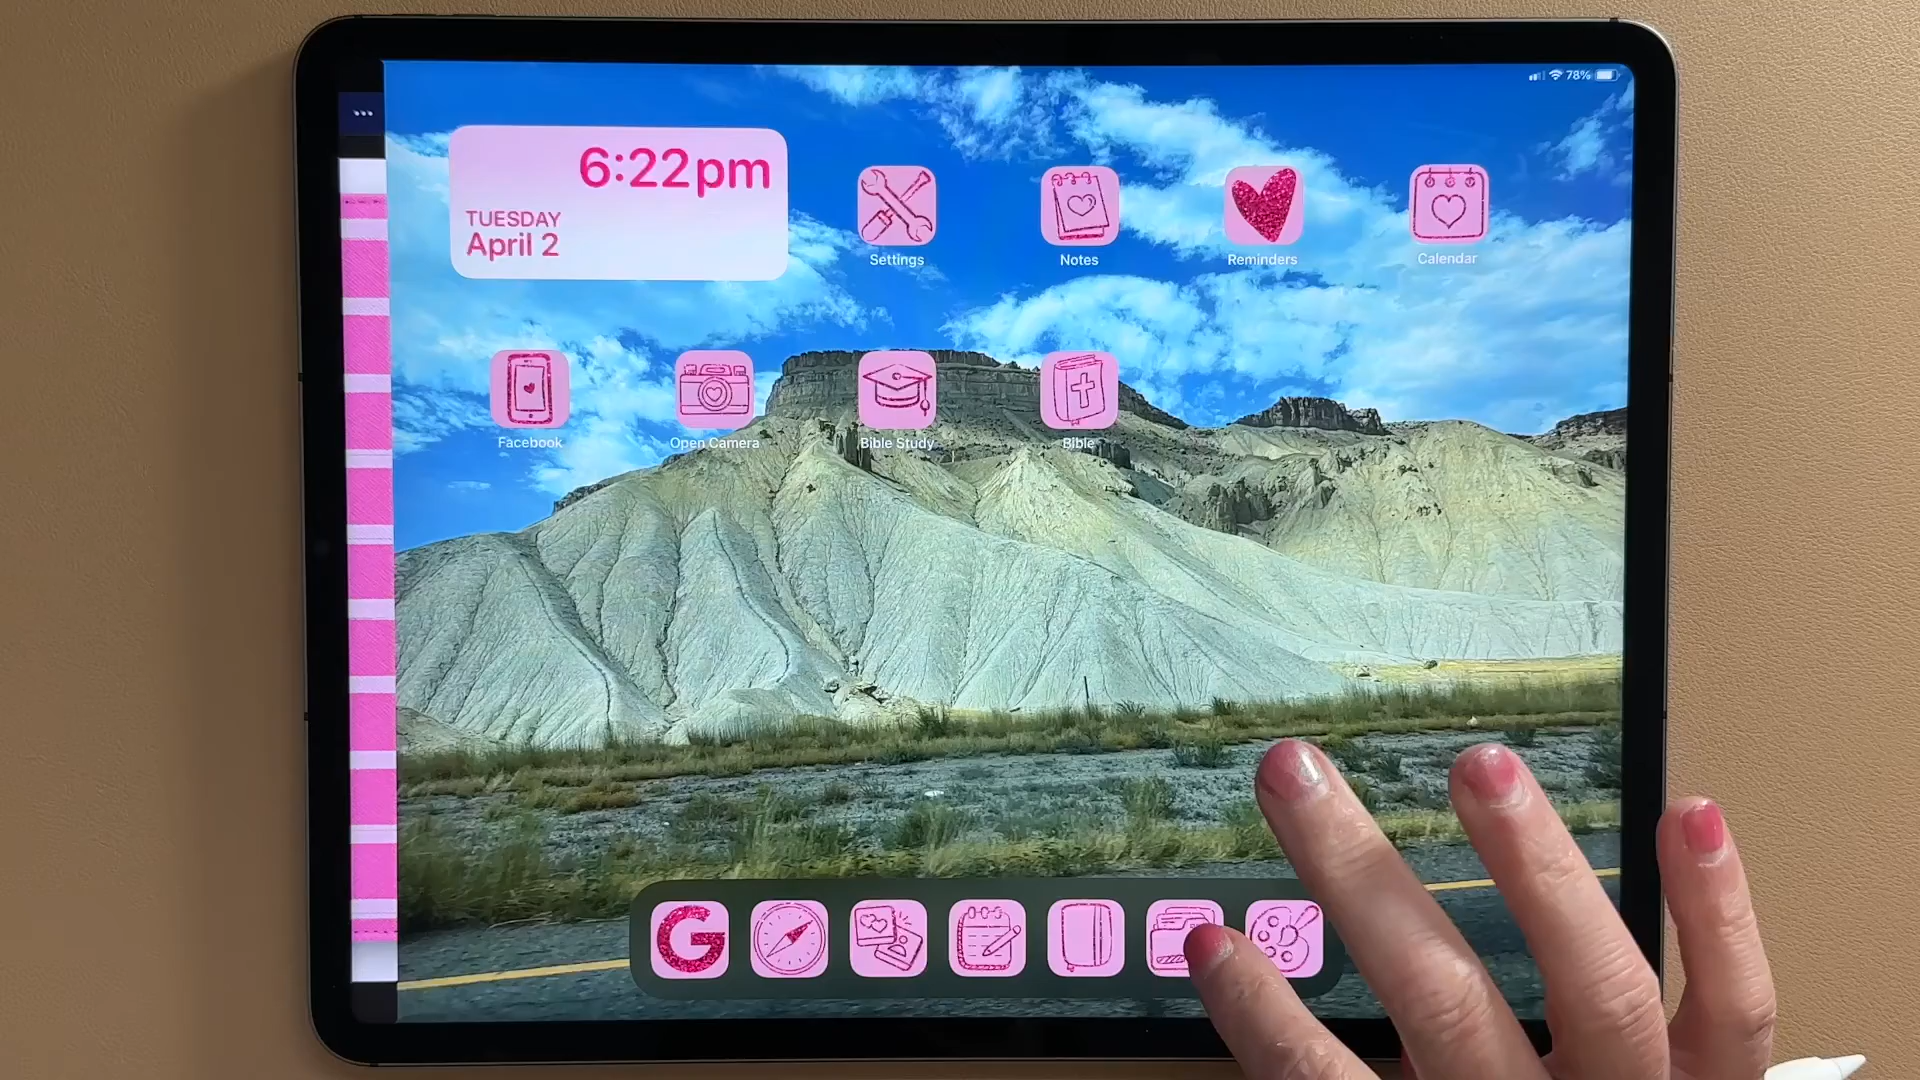 78%
6:22pm
TUESDAY
April 2
Settings
Notes
Reminders
Calendar
Facebook
Open Camera
Bible Study
Bible
G